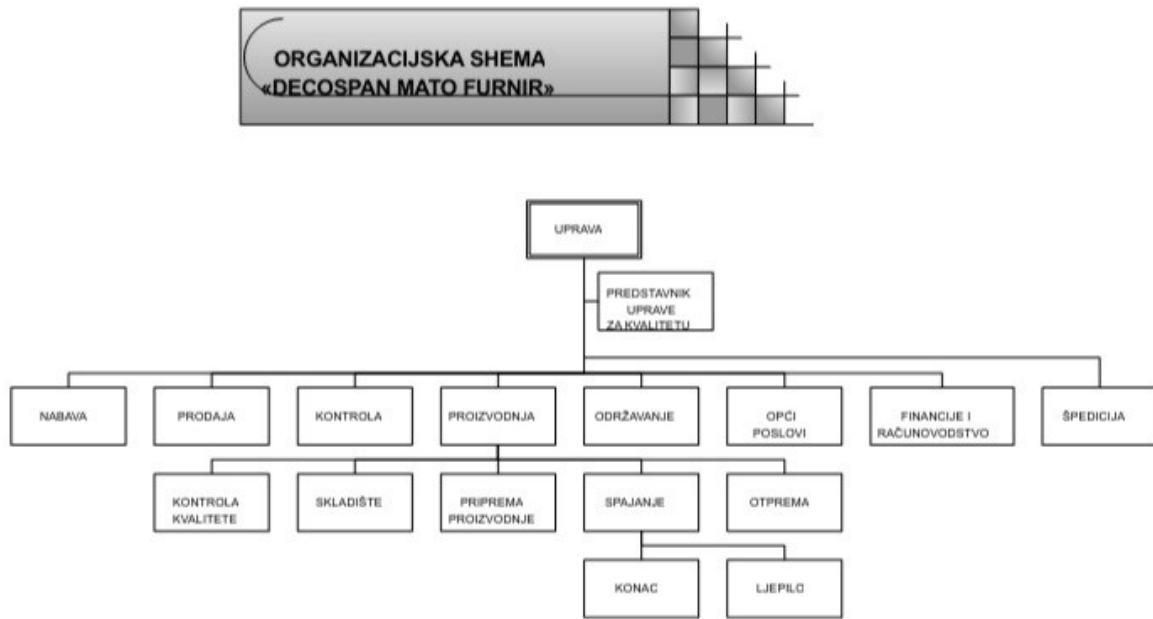 ORGANIZACIJSKA SHEMA
«DECOSPAN MATO FURNIR»
UPRAVA
PREDSTAVNIK
UPRAVE
ZA KVALITETU
NABAVA
PRODAJA
KONTROLA
PROIZVODNJA
ODRŽAVANJE
OPĆI
POSLOVI
FINANCIJE I
RAČUNOVODSTVO
ŠPEDICIJA
KONTROLA
KVALITETE
SKLADIŠTE
PRIPREMA
PROIZVODNJE
SPAJANJE
OTPREMA
KONAC
LJEPILO